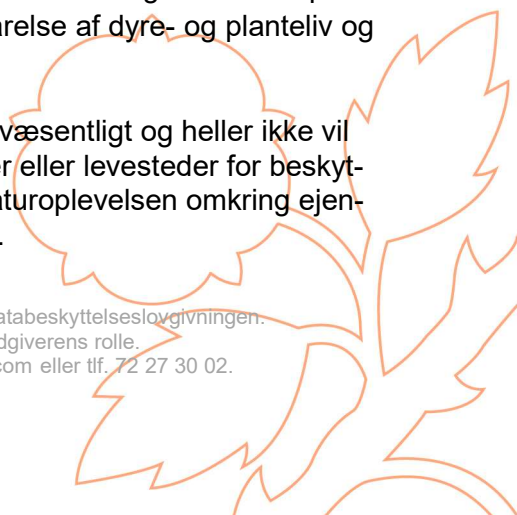 arelse af dyre- og planteliv og
væsentligt og heller ikke vil
er eller levesteder for beskyt-
aturoplevelsen omkring ejen-
.
atabeskyttelseslovgivningen.
dgiverens rolle.
com eller tlf. 72 27 30 02.